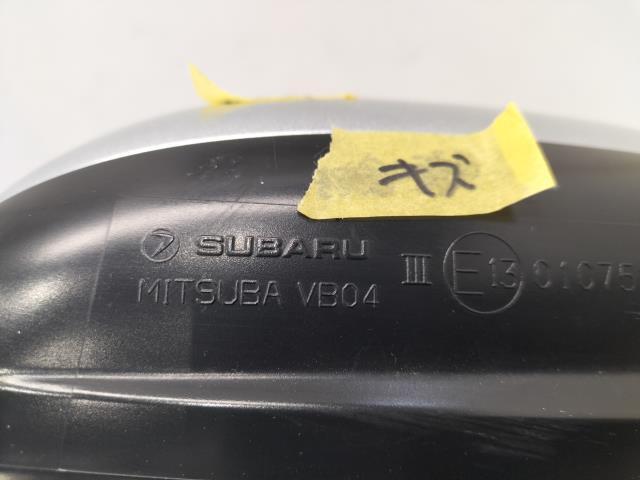 キズ
SUBARU III E13 01075
MITSUBA VB04